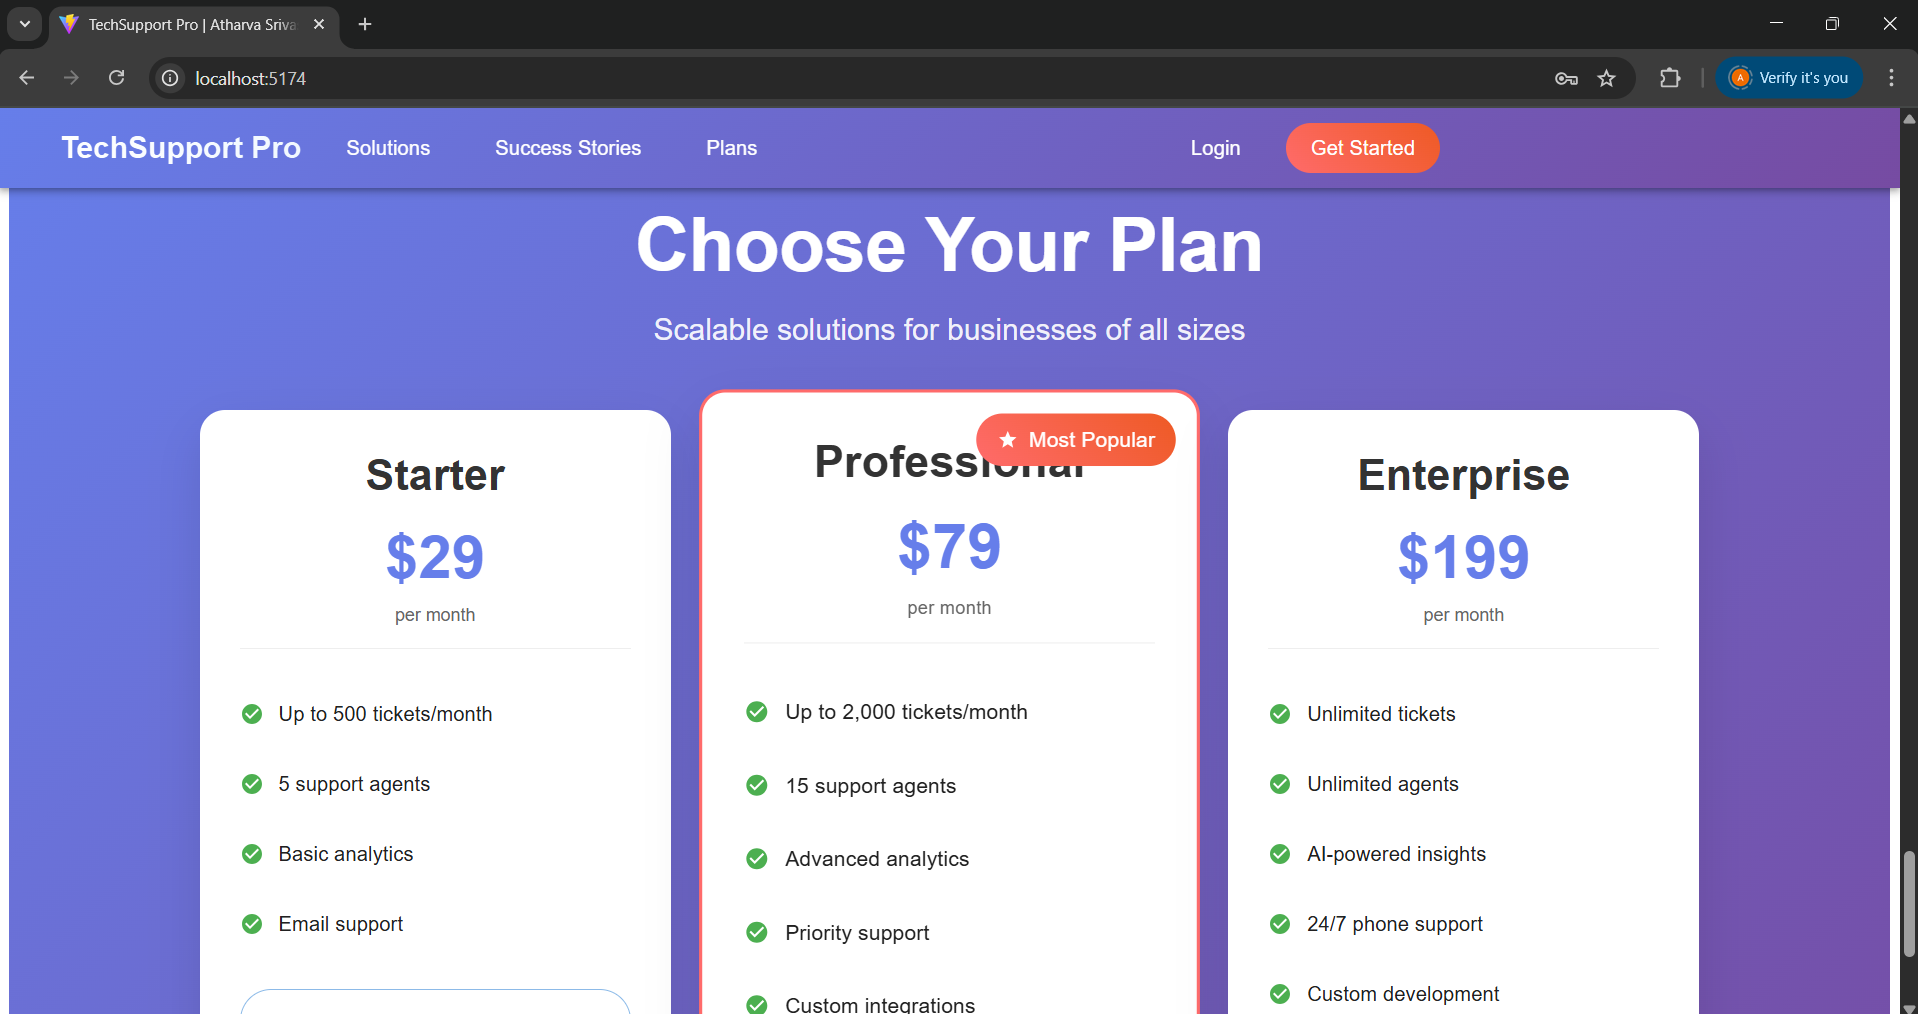 TechSupport Pro | Atharva Sriva
localhost:5174
Verify it's you
A
TechSupport Pro
Solutions
Success Stories
Plans
Login
Get Started
Choose Your Plan
Scalable solutions for businesses of all sizes
Starter
$29
per month
Up to 500 tickets/month
5 support agents
Basic analytics
Email support
Most Popular
Professional
$79
per month
Up to 2,000 tickets/month
15 support agents
Advanced analytics
Priority support
Custom integrations
Enterprise
$199
per month
Unlimited tickets
Unlimited agents
AI-powered insights
24/7 phone support
Custom development